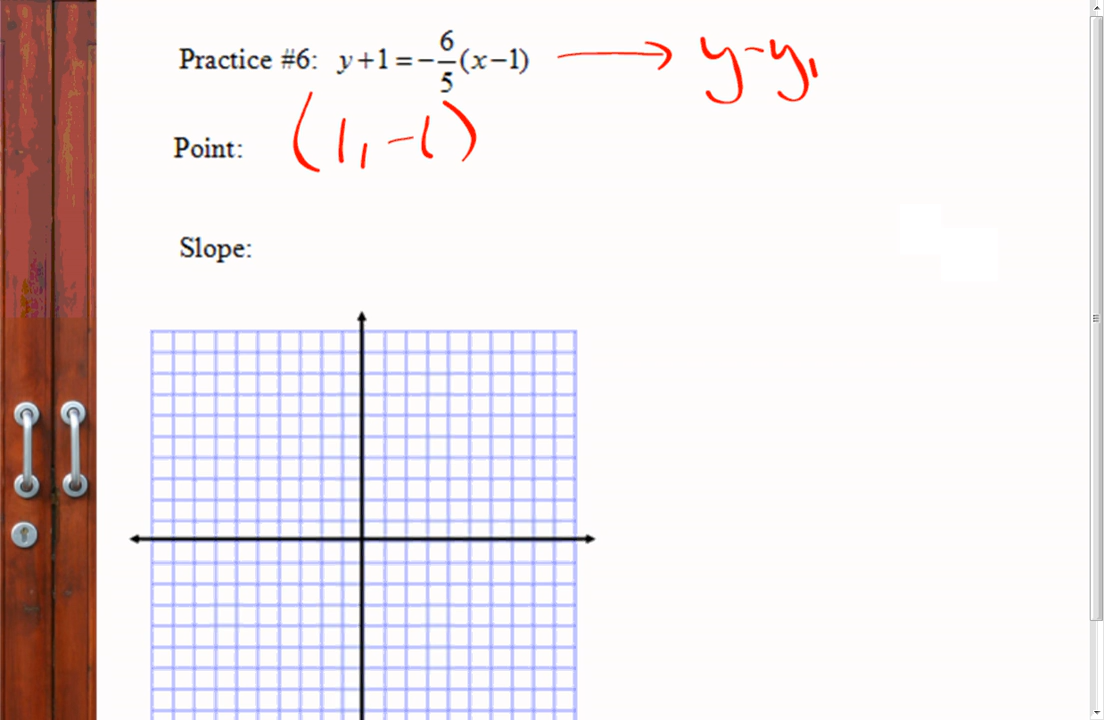 Practice #6: y+1=-6/5(x-1) → y-y₁
Point: (1,-1)
Slope: